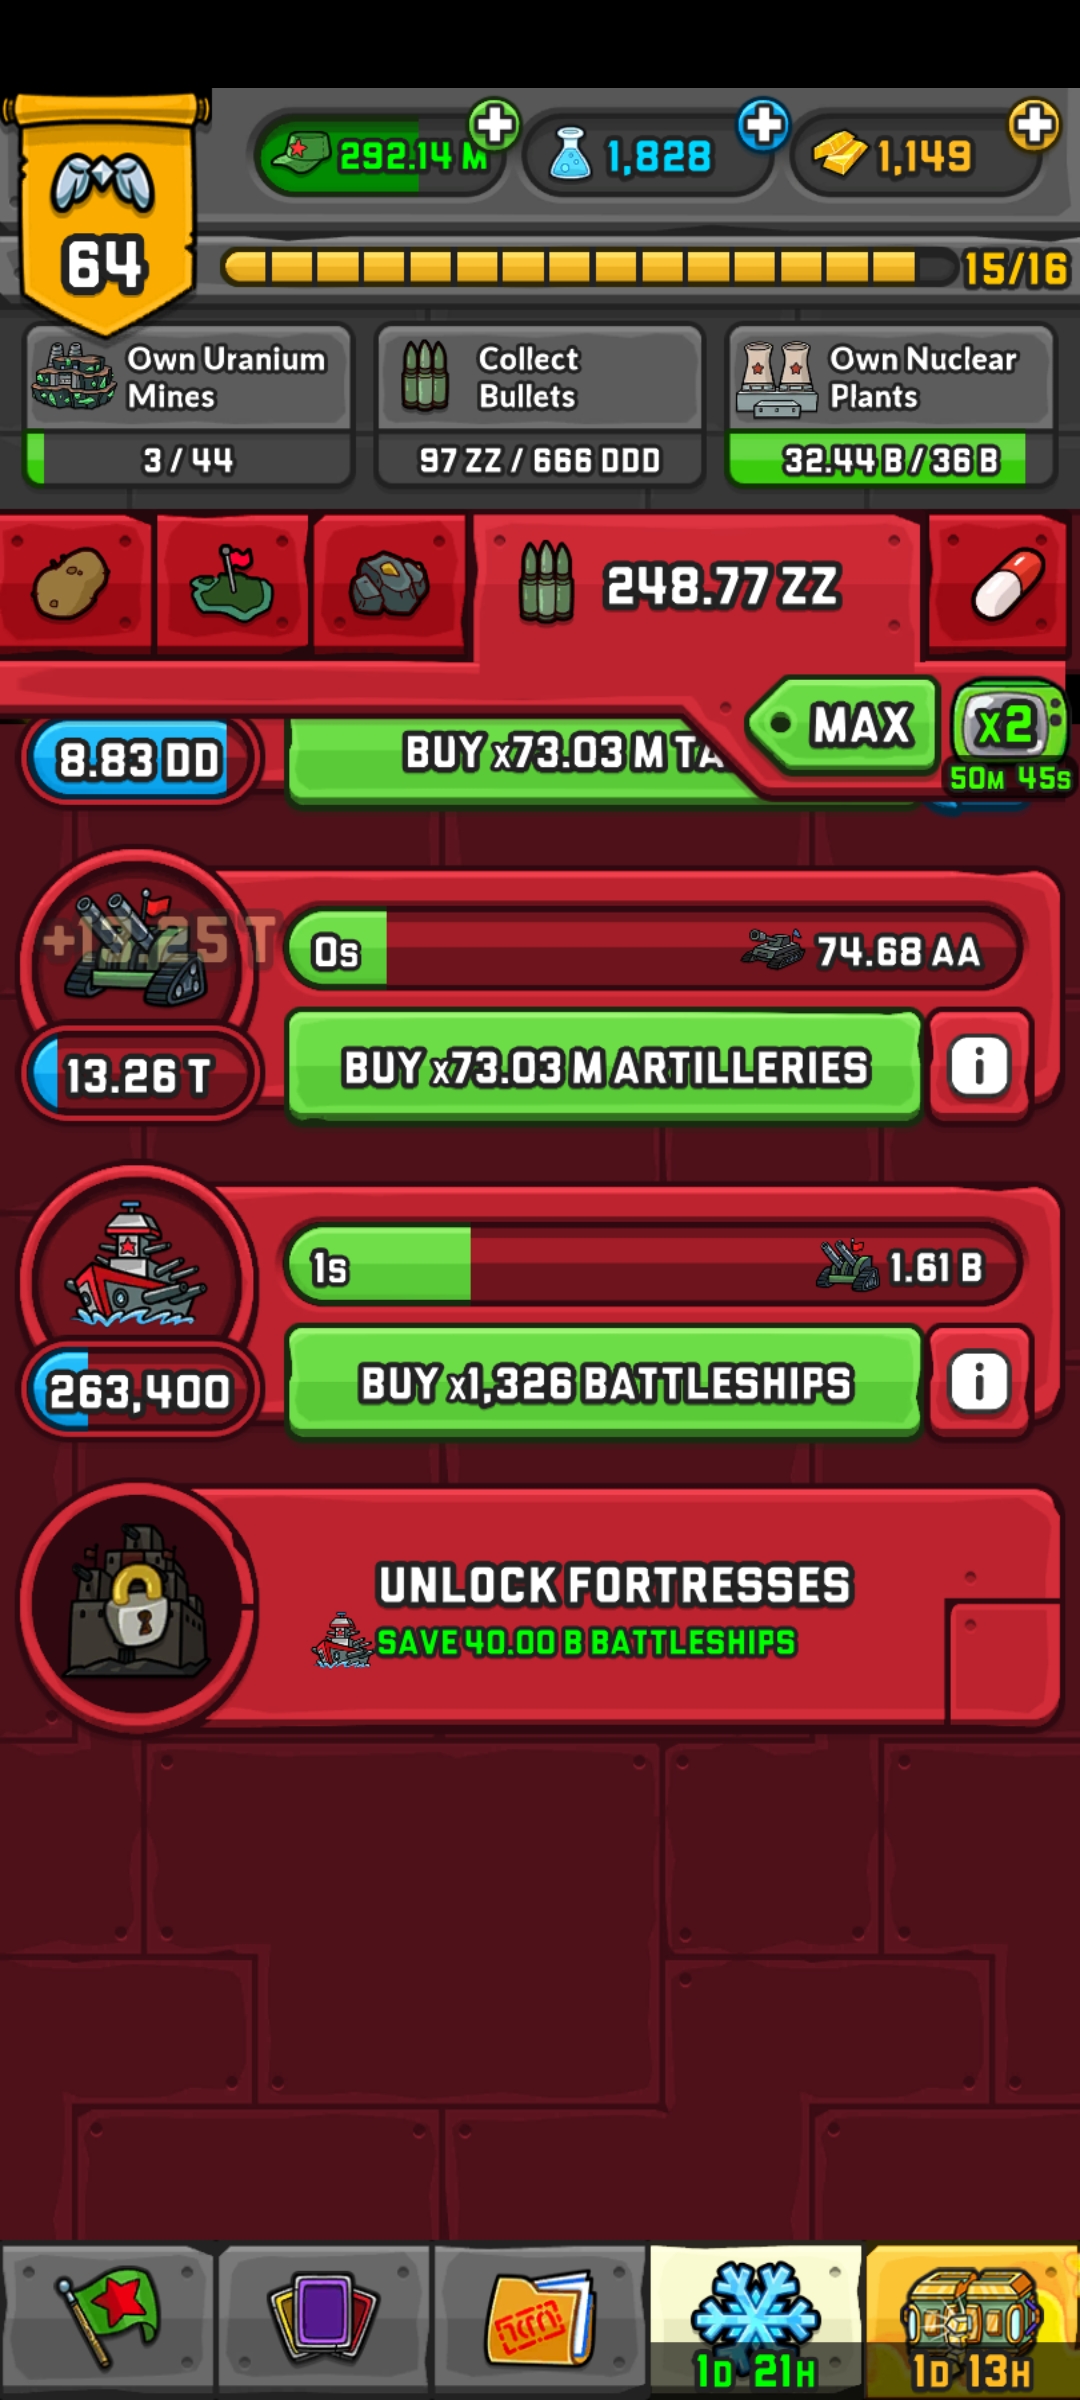 292.14 M
1,828
1,149
64
15/16
Own Uranium
Mines
3 / 44
Collect
Bullets
97 ZZ / 666 DDD
Own Nuclear
Plants
32.44 B / 36 B
248.77 ZZ
MAX
x2
50M 45S
8.83 DD
BUY x73.03 M TA
+13.25 T
0s
74.68 AA
13.26 T
BUY x73.03 M ARTILLERIES
i
1s
1.61 B
263,400
BUY x1,326 BATTLESHIPS
i
UNLOCK FORTRESSES
SAVE 40.00 B BATTLESHIPS
1D 21H
1D 13H